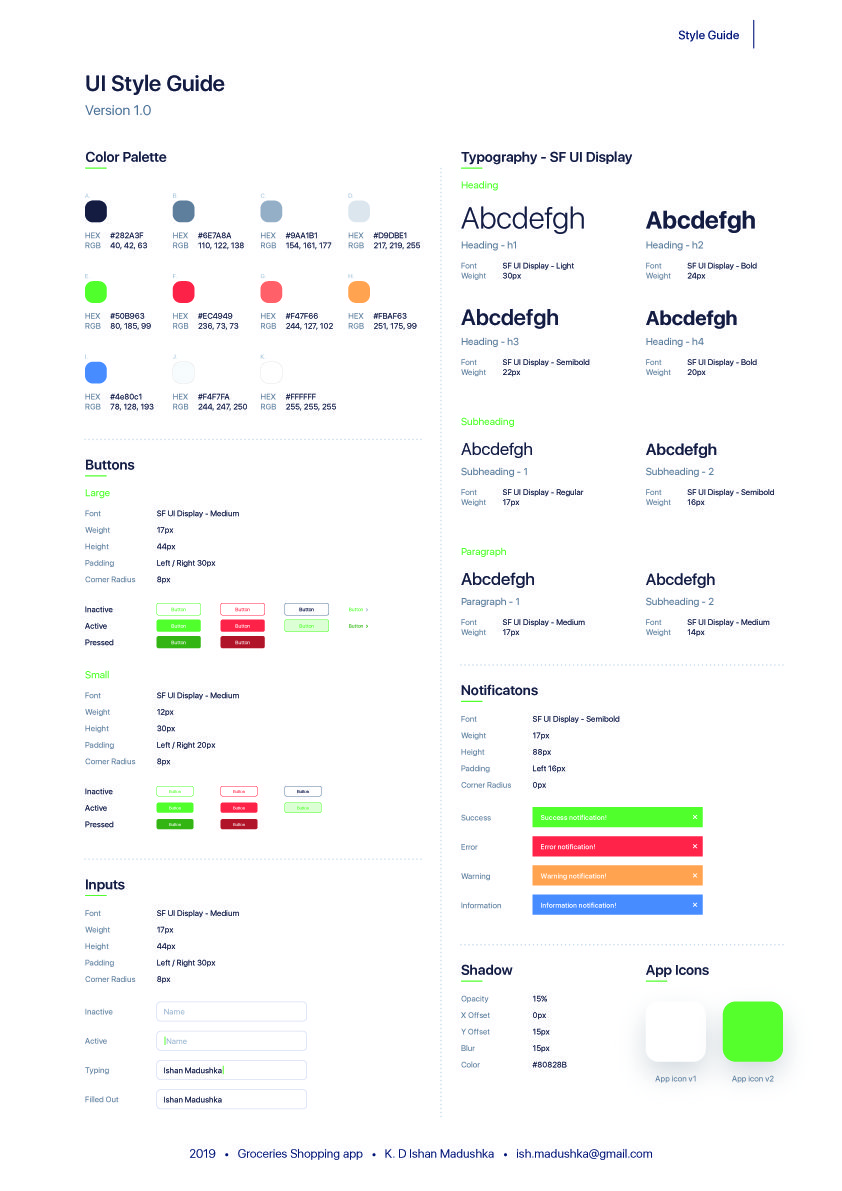 Style Guide
UI Style Guide
Version 1.0
Color Palette
A B C D
HEX #282A3F HEX #6E7A8A HEX #9AA1B1 HEX #D9DBE1
RGB 40, 42, 63 RGB 110, 122, 138 RGB 154, 161, 177 RGB 217, 219, 255
E F G H
HEX #50B963 HEX #EC4949 HEX #F47F66 HEX #FBAF63
RGB 80, 185, 99 RGB 236, 73, 73 RGB 244, 127, 102 RGB 251, 175, 99
I J K
HEX #4e80c1 HEX #F4F7FA HEX #FFFFFF
RGB 78, 128, 193 RGB 244, 247, 250 RGB 255, 255, 255
Buttons
Large
Font SF UI Display - Medium
Weight 17px
Height 44px
Padding Left / Right 30px
Corner Radius 8px
Inactive Button Button Button Button >
Active Button Button Button Button >
Pressed Button Button
Small
Font SF UI Display - Medium
Weight 12px
Height 30px
Padding Left / Right 20px
Corner Radius 8px
Inactive Button Button Button
Active Button Button Button
Pressed Button Button
Inputs
Font SF UI Display - Medium
Weight 17px
Height 44px
Padding Left / Right 30px
Corner Radius 8px
Inactive Name
Active Name
Typing Ishan Madushka
Filled Out Ishan Madushka
Typography - SF UI Display
Heading
Abcdefgh Abcdefgh
Heading - h1 Heading - h2
Font SF UI Display - Light Font SF UI Display - Bold
Weight 30px Weight 24px
Abcdefgh Abcdefgh
Heading - h3 Heading - h4
Font SF UI Display - Semibold Font SF UI Display - Bold
Weight 22px Weight 20px
Subheading
Abcdefgh Abcdefgh
Subheading - 1 Subheading - 2
Font SF UI Display - Regular Font SF UI Display - Semibold
Weight 17px Weight 16px
Paragraph
Abcdefgh Abcdefgh
Paragraph - 1 Subheading - 2
Font SF UI Display - Medium Font SF UI Display - Medium
Weight 17px Weight 14px
Notificatons
Font SF UI Display - Semibold
Weight 17px
Height 88px
Padding Left 16px
Corner Radius 0px
Success Success notification! ×
Error Error notification! ×
Warning Warning notification! ×
Information Information notification! ×
Shadow
Opacity 15%
X Offset 0px
Y Offset 15px
Blur 15px
Color #80828B
App Icons
App icon v1 App icon v2
2019 • Groceries Shopping app • K. D Ishan Madushka • ish.madushka@gmail.com